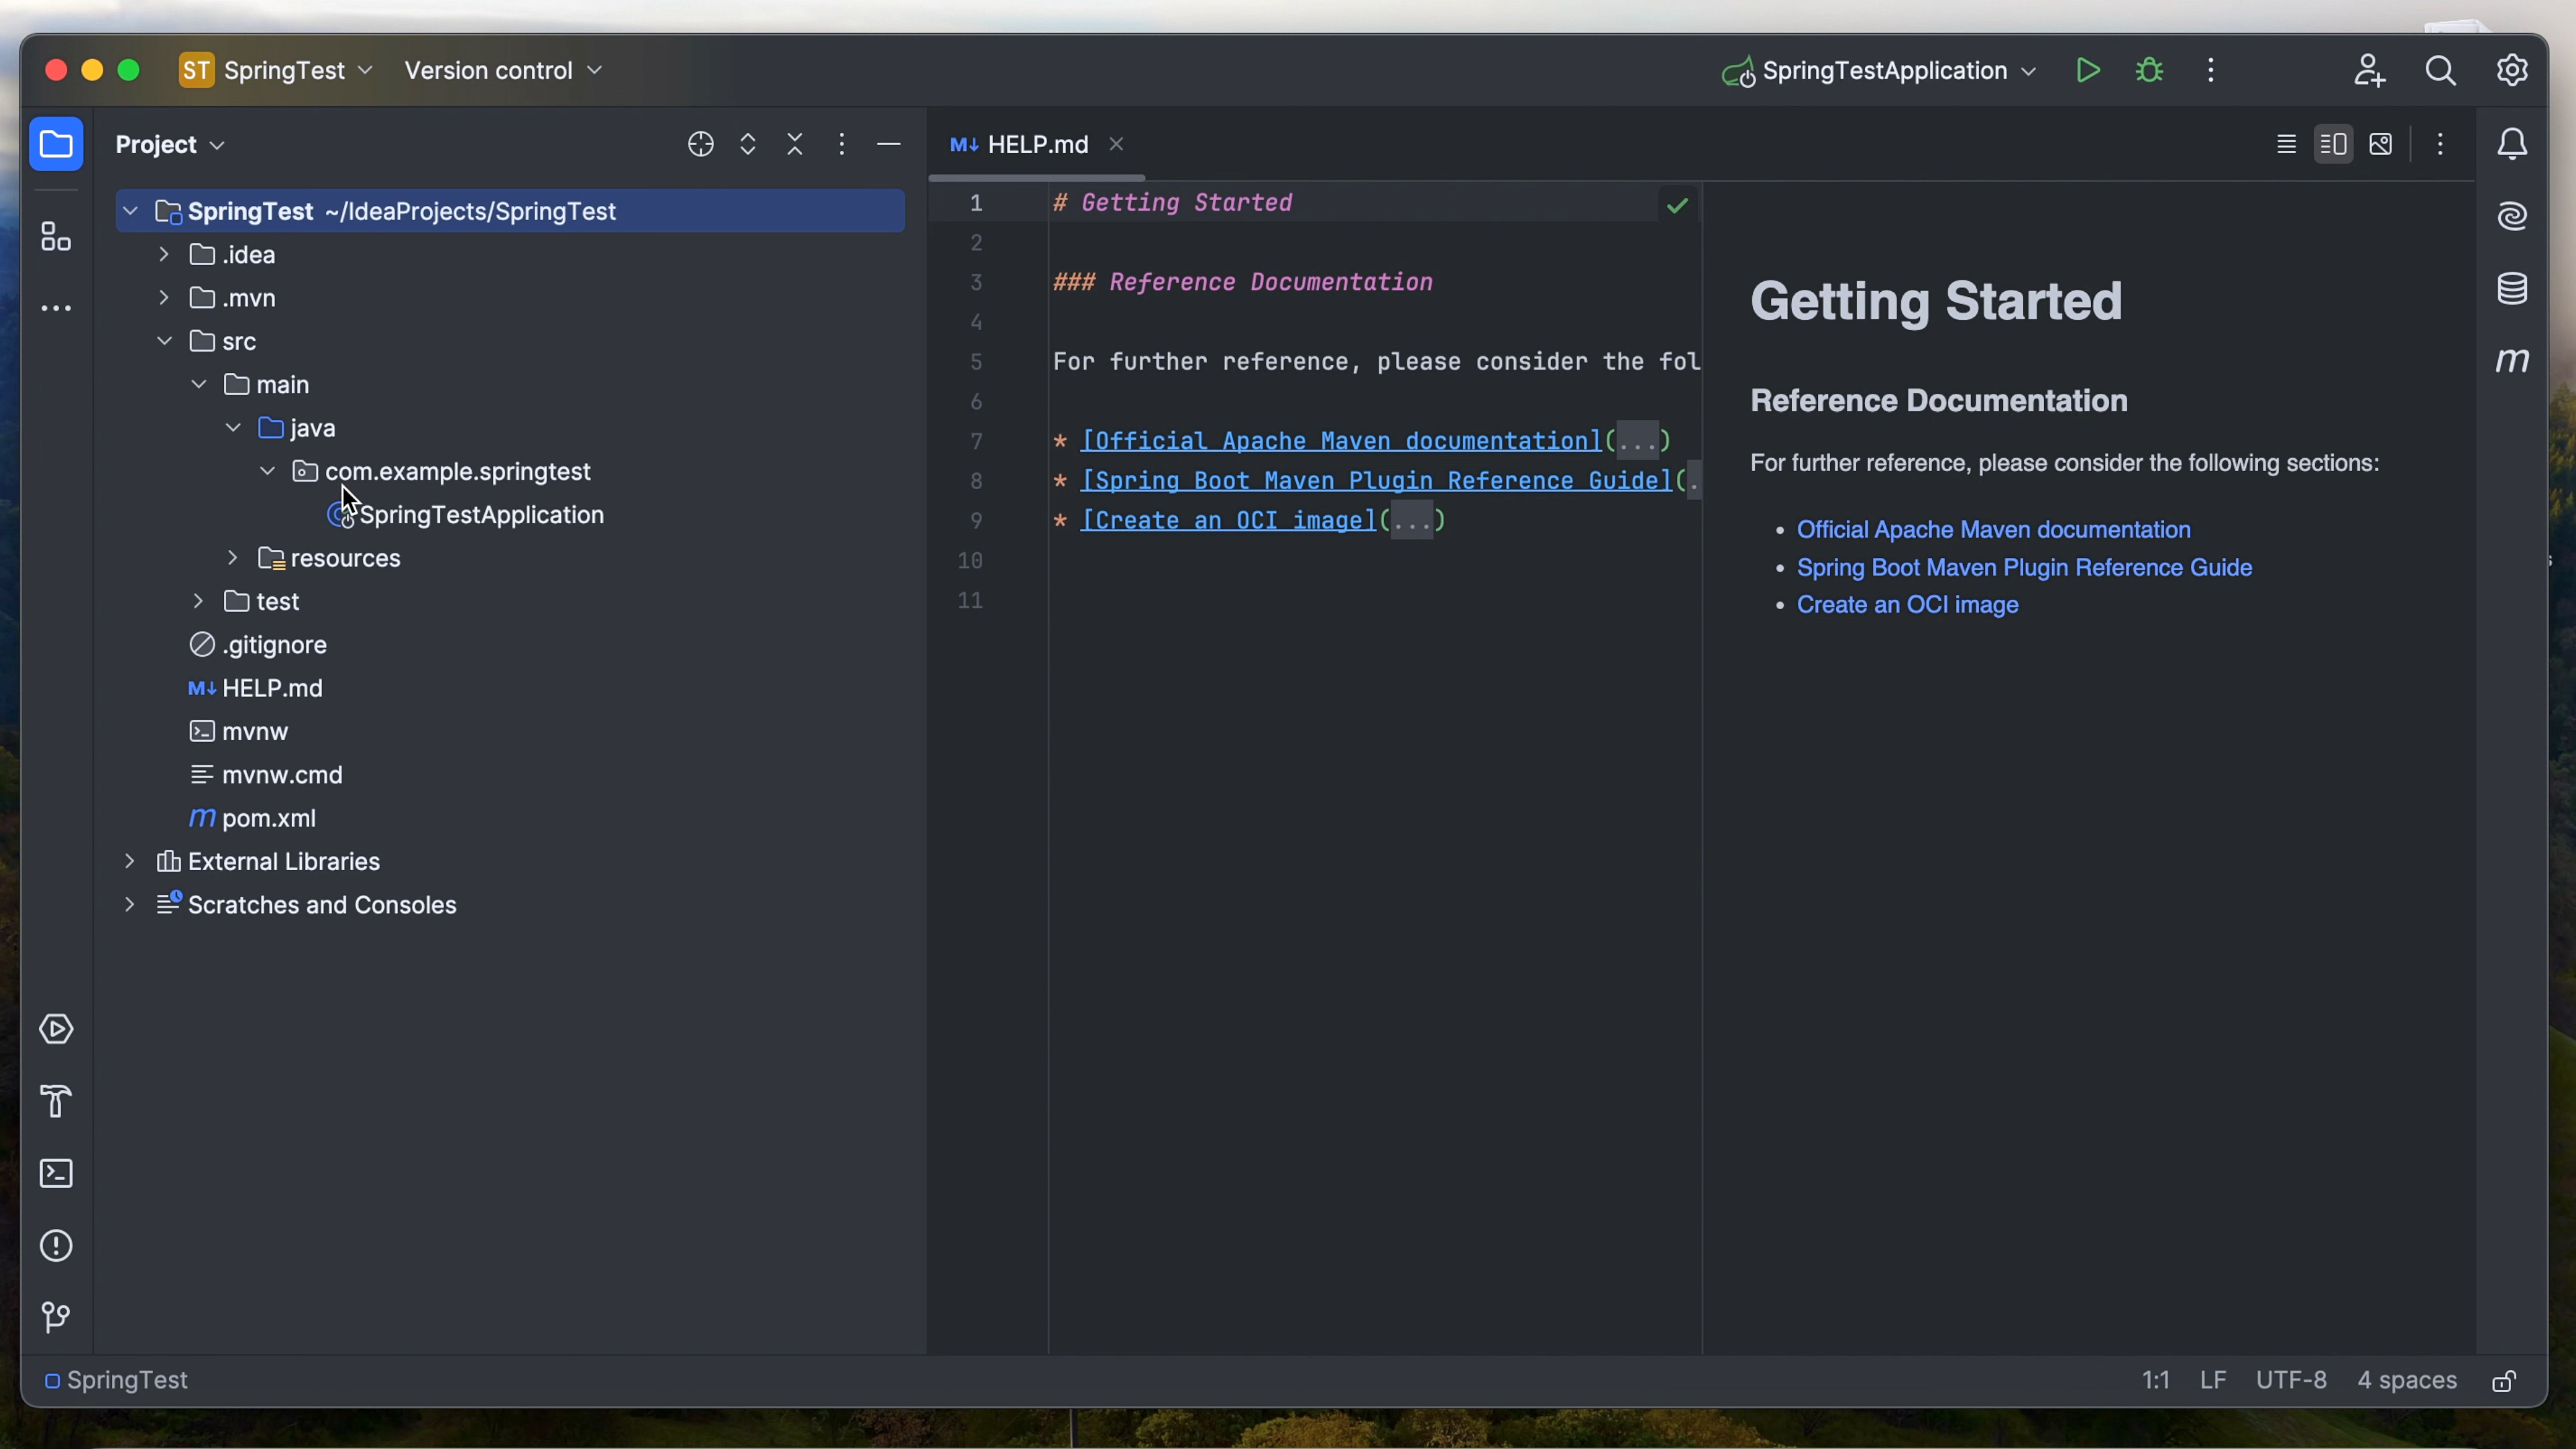 ST SpringTest Version control SpringTestApplication
Project
SpringTest ~/IdeaProjects/SpringTest
.idea
.mvn
src
main
java
com.example.springtest
SpringTestApplication
resources
test
.gitignore
M↓ HELP.md
mvnw
mvnw.cmd
m pom.xml
External Libraries
Scratches and Consoles
M↓ HELP.md
1 # Getting Started
2
3 ### Reference Documentation
4
5 For further reference, please consider the fol
6
7 * [Official Apache Maven documentation](...)
8 * [Spring Boot Maven Plugin Reference Guide](.
9 * [Create an OCI image](...)
10
11
Getting Started
Reference Documentation
For further reference, please consider the following sections:
• Official Apache Maven documentation
• Spring Boot Maven Plugin Reference Guide
• Create an OCI image
m
SpringTest 1:1 LF UTF-8 4 spaces